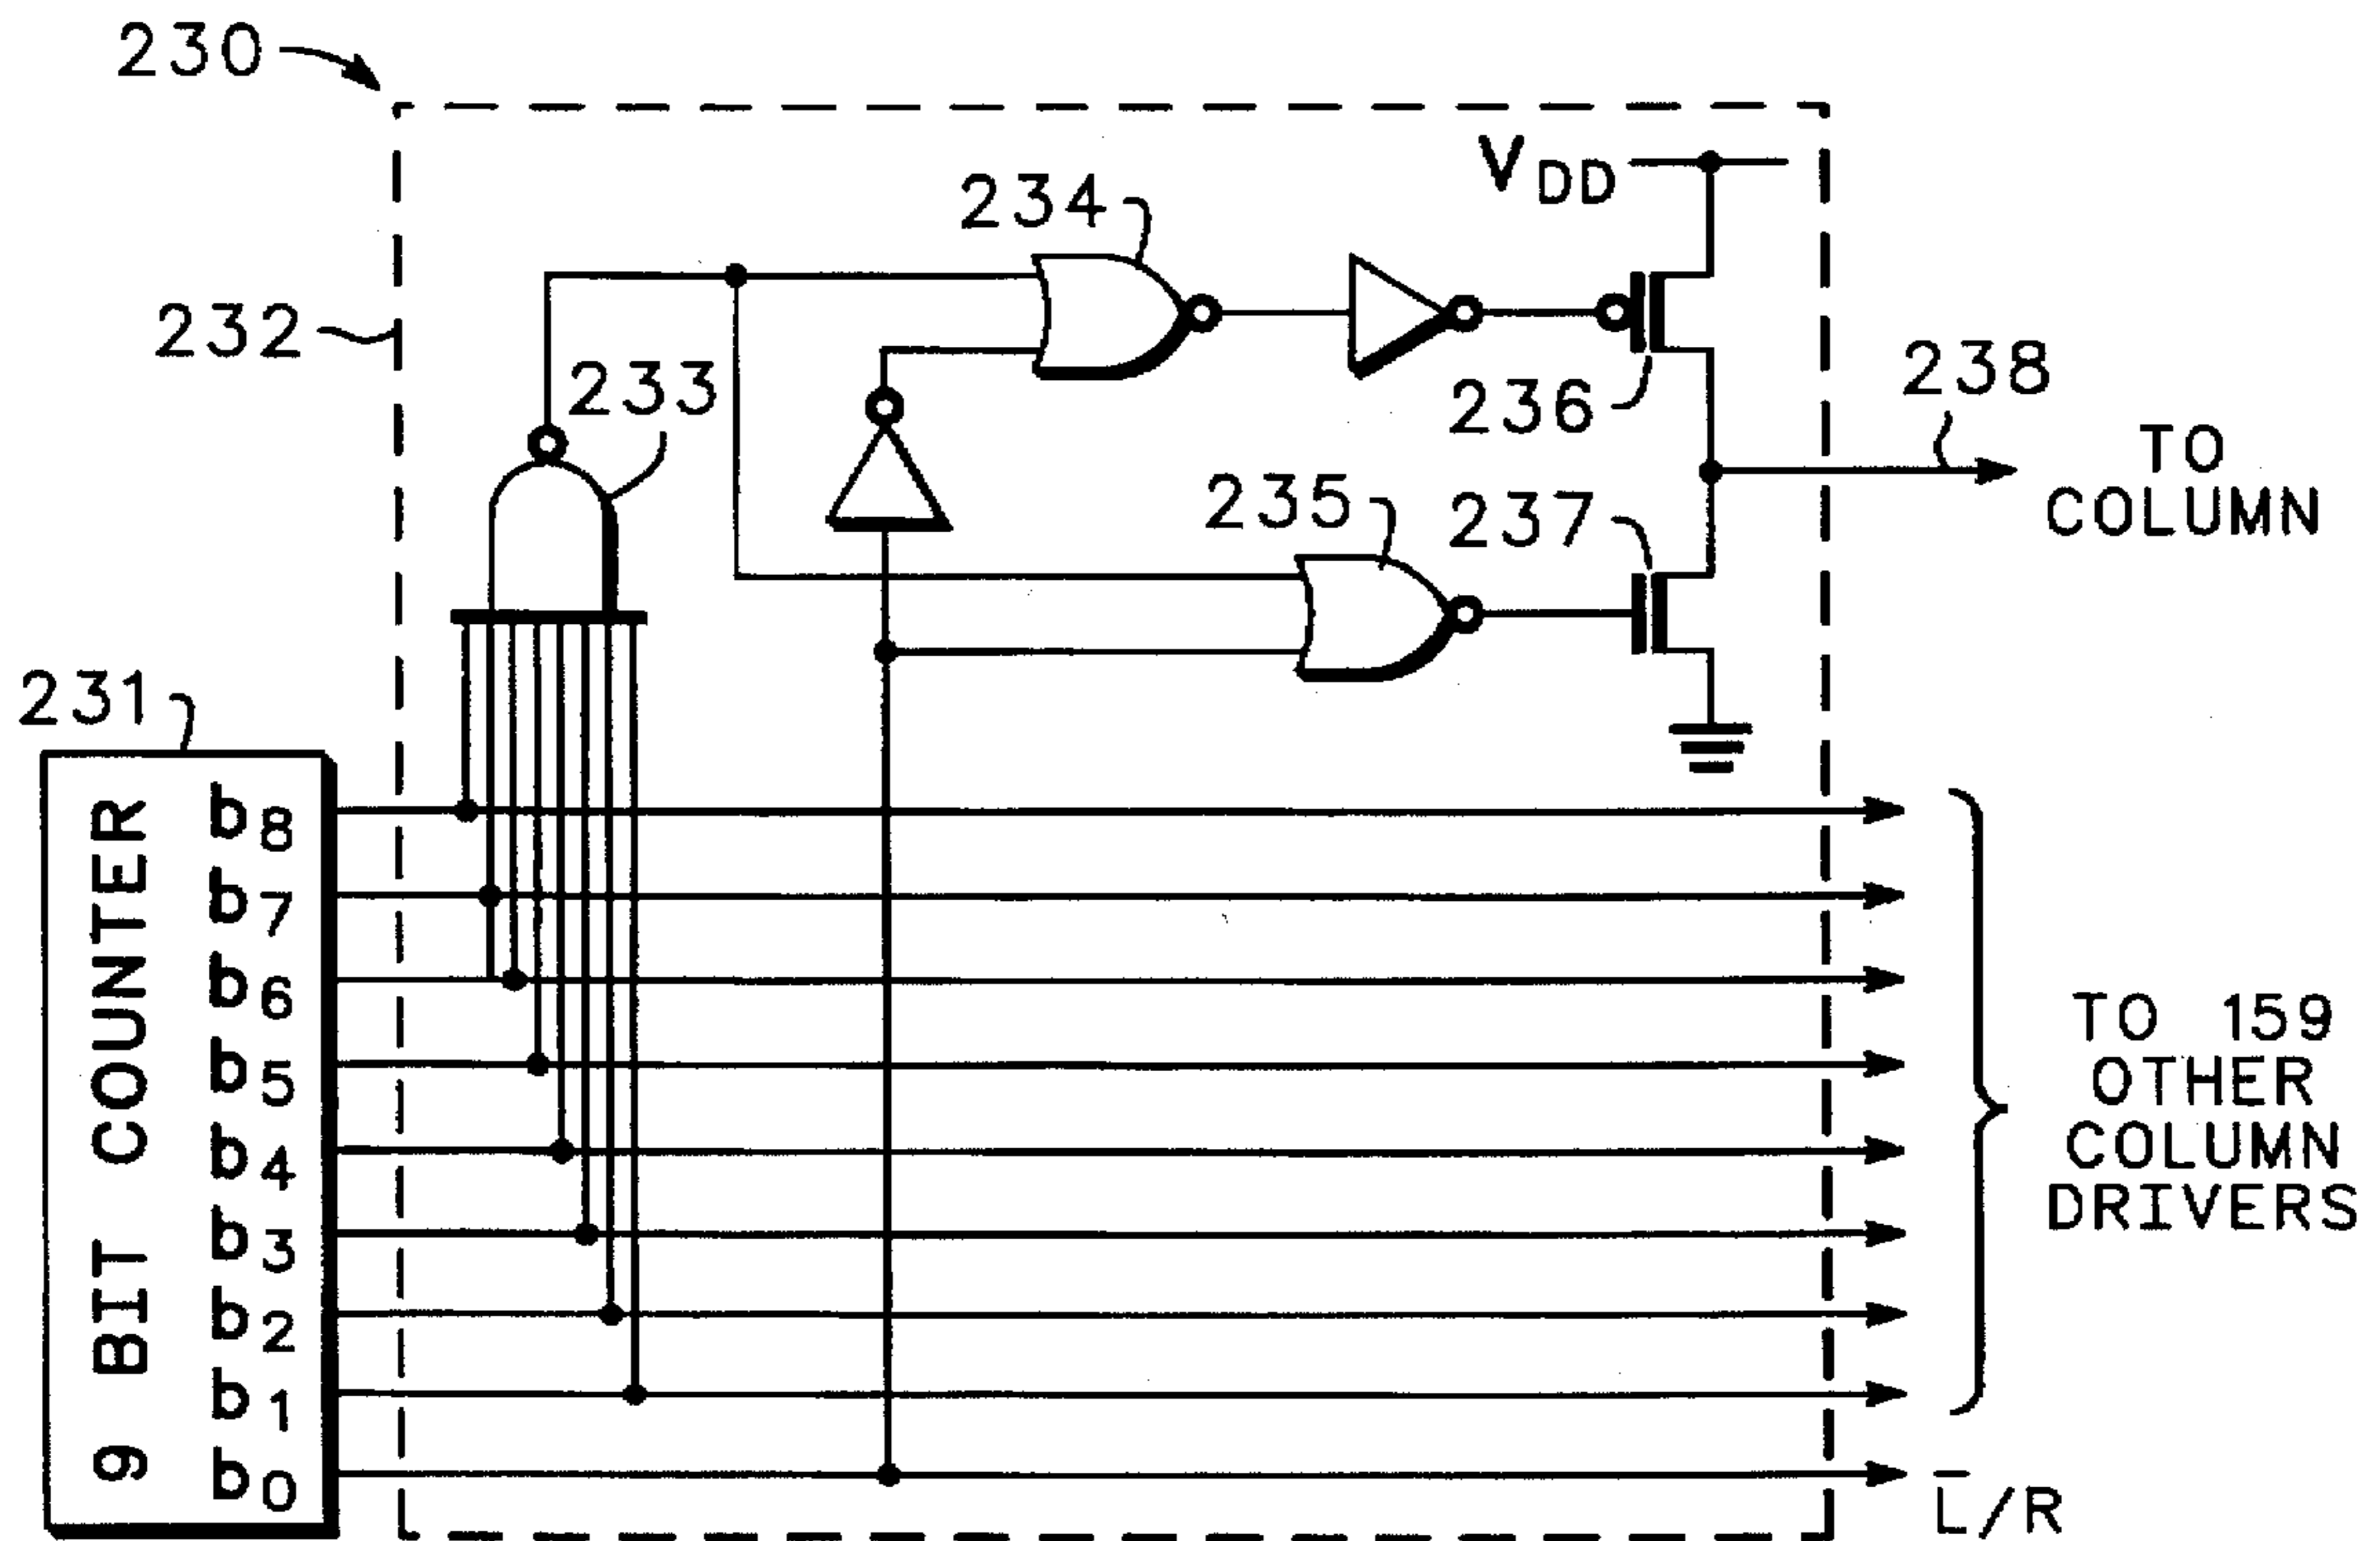 230
V_DD
234
232
233
236
238
TO
COLUMN
235
237
231
9 BIT COUNTER
b₈
b₇
b₆
b₅
b₄
b₃
b₂
b₁
b₀
TO 159
OTHER
COLUMN
DRIVERS
L̅/R